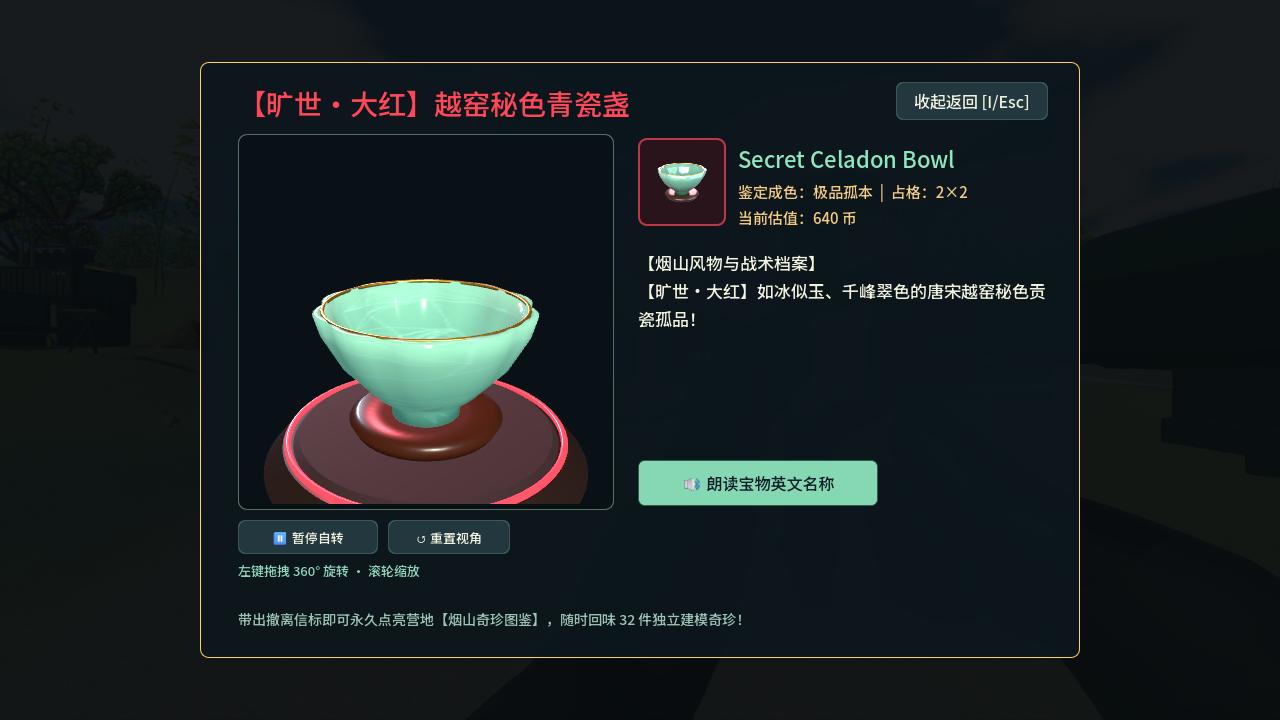 【旷世·大红】越窑秘色青瓷盏
收起返回 [I/Esc]
Secret Celadon Bowl
鉴定成色：极品孤本 | 占格：2×2
当前估值：640 币
【烟山风物与战术档案】
【旷世·大红】如冰似玉、千峰翠色的唐宋越窑秘色贡
瓷孤品！
🔊 朗读宝物英文名称
⏸ 暂停自转
↺ 重置视角
左键拖拽 360° 旋转 · 滚轮缩放
带出撤离信标即可永久点亮营地【烟山奇珍图鉴】，随时回味 32 件独立建模奇珍！